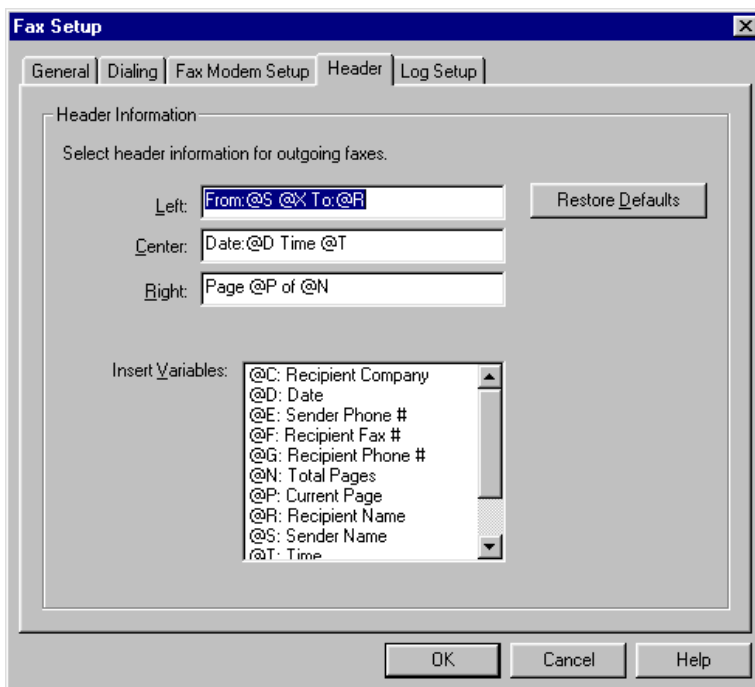 Fax Setup
General Dialing Fax Modem Setup Header Log Setup
Header Information
Select header information for outgoing faxes.
Left: From:@S @X To:@R Restore Defaults
Center: Date:@D Time @T
Right: Page @P of @N
Insert Variables: @C: Recipient Company
@D: Date
@E: Sender Phone #
@F: Recipient Fax #
@G: Recipient Phone #
@N: Total Pages
@P: Current Page
@R: Recipient Name
@S: Sender Name
@T: Time
OK Cancel Help